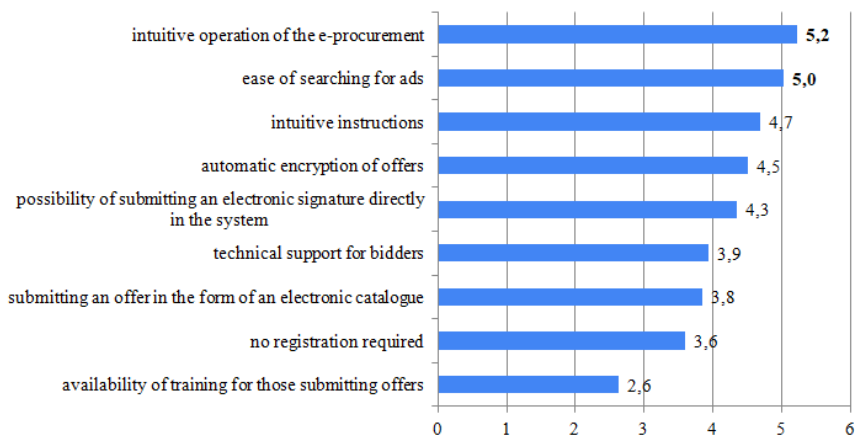 intuitive operation of the e-procurement 5,2
ease of searching for ads 5,0
intuitive instructions 4,7
automatic encryption of offers 4,5
possibility of submitting an electronic signature directly
in the system 4,3
technical support for bidders 3,9
submitting an offer in the form of an electronic catalogue 3,8
no registration required 3,6
availability of training for those submitting offers 2,6
0 1 2 3 4 5 6